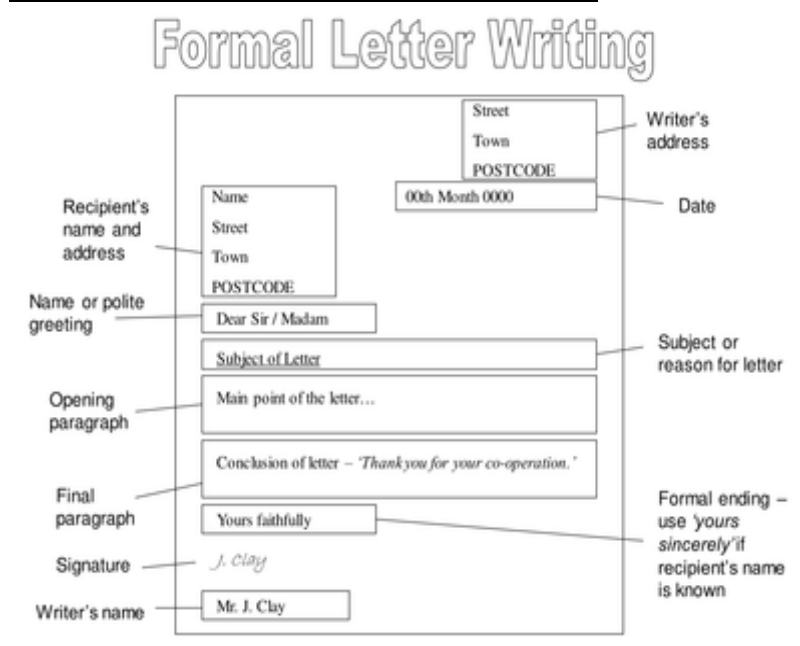 Formal Letter Writing
Street
Town
POSTCODE
Writer's
address
00th Month 0000
Date
Recipient's
name and
address
Name
Street
Town
POSTCODE
Name or polite
greeting
Dear Sir / Madam
Subject of Letter
Subject or
reason for letter
Opening
paragraph
Main point of the letter…
Final
paragraph
Conclusion of letter – 'Thank you for your co-operation.'
Yours faithfully
Formal ending –
use 'yours
sincerely' if
recipient's name
is known
Signature
J. Clay
Writer's name
Mr. J. Clay